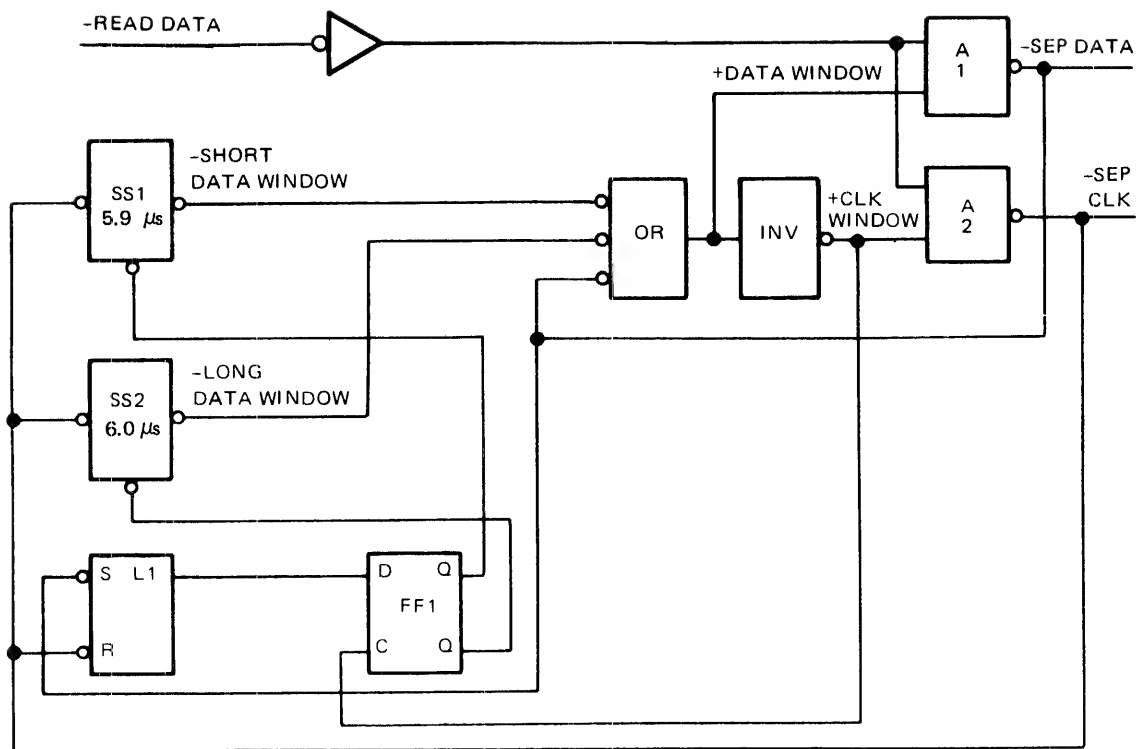 -READ DATA
A
1
-SEP DATA
+DATA WINDOW
SS1
5.9 μs
-SHORT
DATA WINDOW
OR
INV
+CLK
WINDOW
A
2
-SEP
CLK
SS2
6.0 μs
-LONG
DATA WINDOW
S L1
R
D Q
FF1
C Q